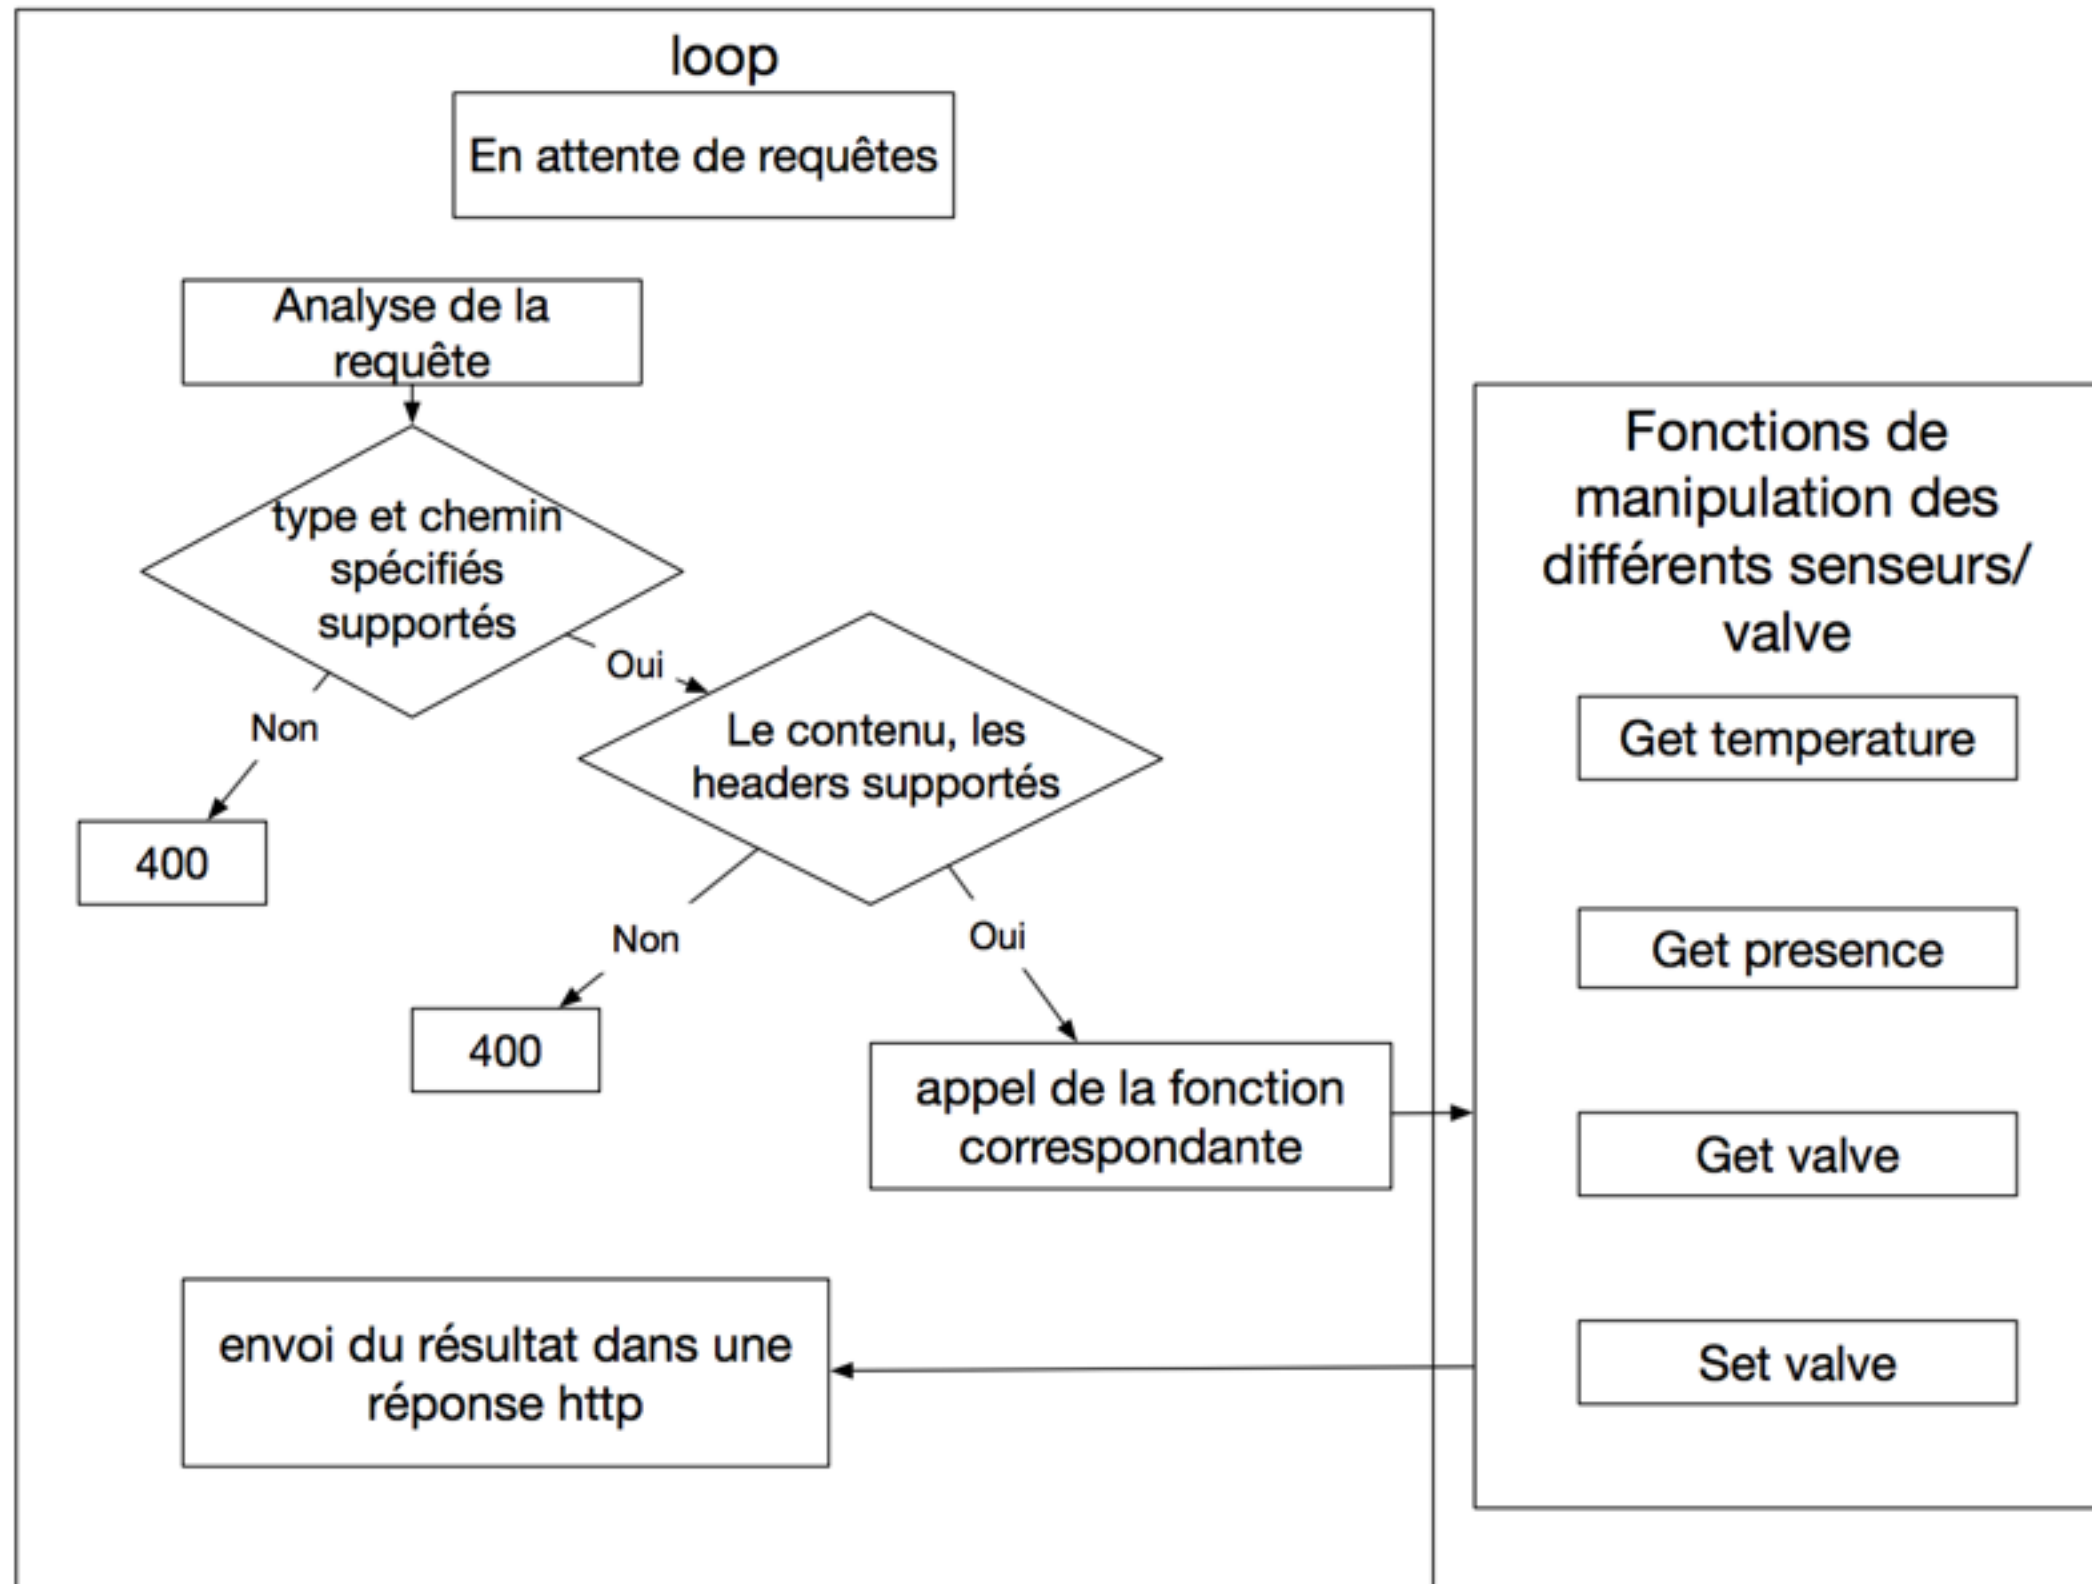 loop
En attente de requêtes
Analyse de la
requête
type et chemin
spécifiés
supportés
Oui
Non
Le contenu, les
headers supportés
400
Non
Oui
400
appel de la fonction
correspondante
envoi du résultat dans une
réponse http
Fonctions de
manipulation des
différents senseurs/
valve
Get temperature
Get presence
Get valve
Set valve